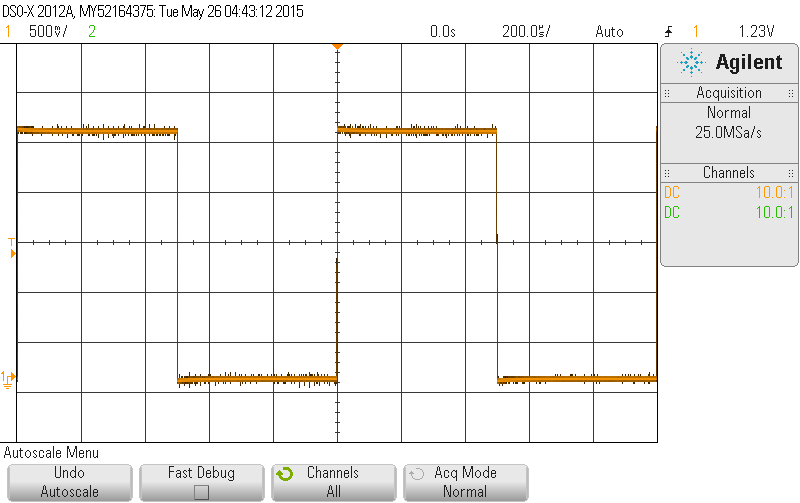 DSO-X 2012A, MY52164375: Tue May 26 04:43:12 2015
1 500mV/ 2 0.0s 200.0us/ Auto 1 1.23V
Agilent
Acquisition
Normal
25.0MSa/s
Channels
DC 10.0:1
DC 10.0:1
T
1
Autoscale Menu
Undo
Autoscale
Fast Debug
Channels
All
Acq Mode
Normal